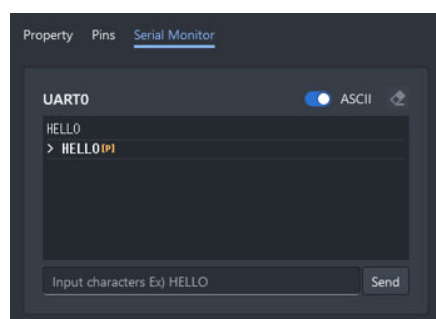 Property Pins Serial Monitor
UART0 ASCII
HELLO
> HELLO[P]
Input characters Ex) HELLO Send